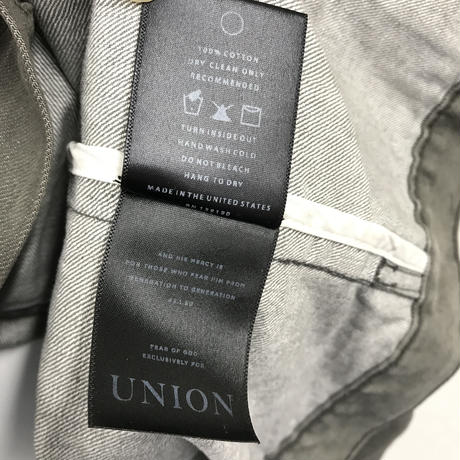 100% COTTON
DRY CLEAN ONLY
RECOMMENDED
TURN INSIDE OUT
HAND WASH COLD
DO NOT BLEACH
HANG TO DRY
MADE IN THE UNITED STATES
AND HIS MERCY IS
FOR THOSE WHO FEAR HIM FROM
GENERATION TO GENERATION
FEAR OF GOD
EXCLUSIVELY FOR
UNION